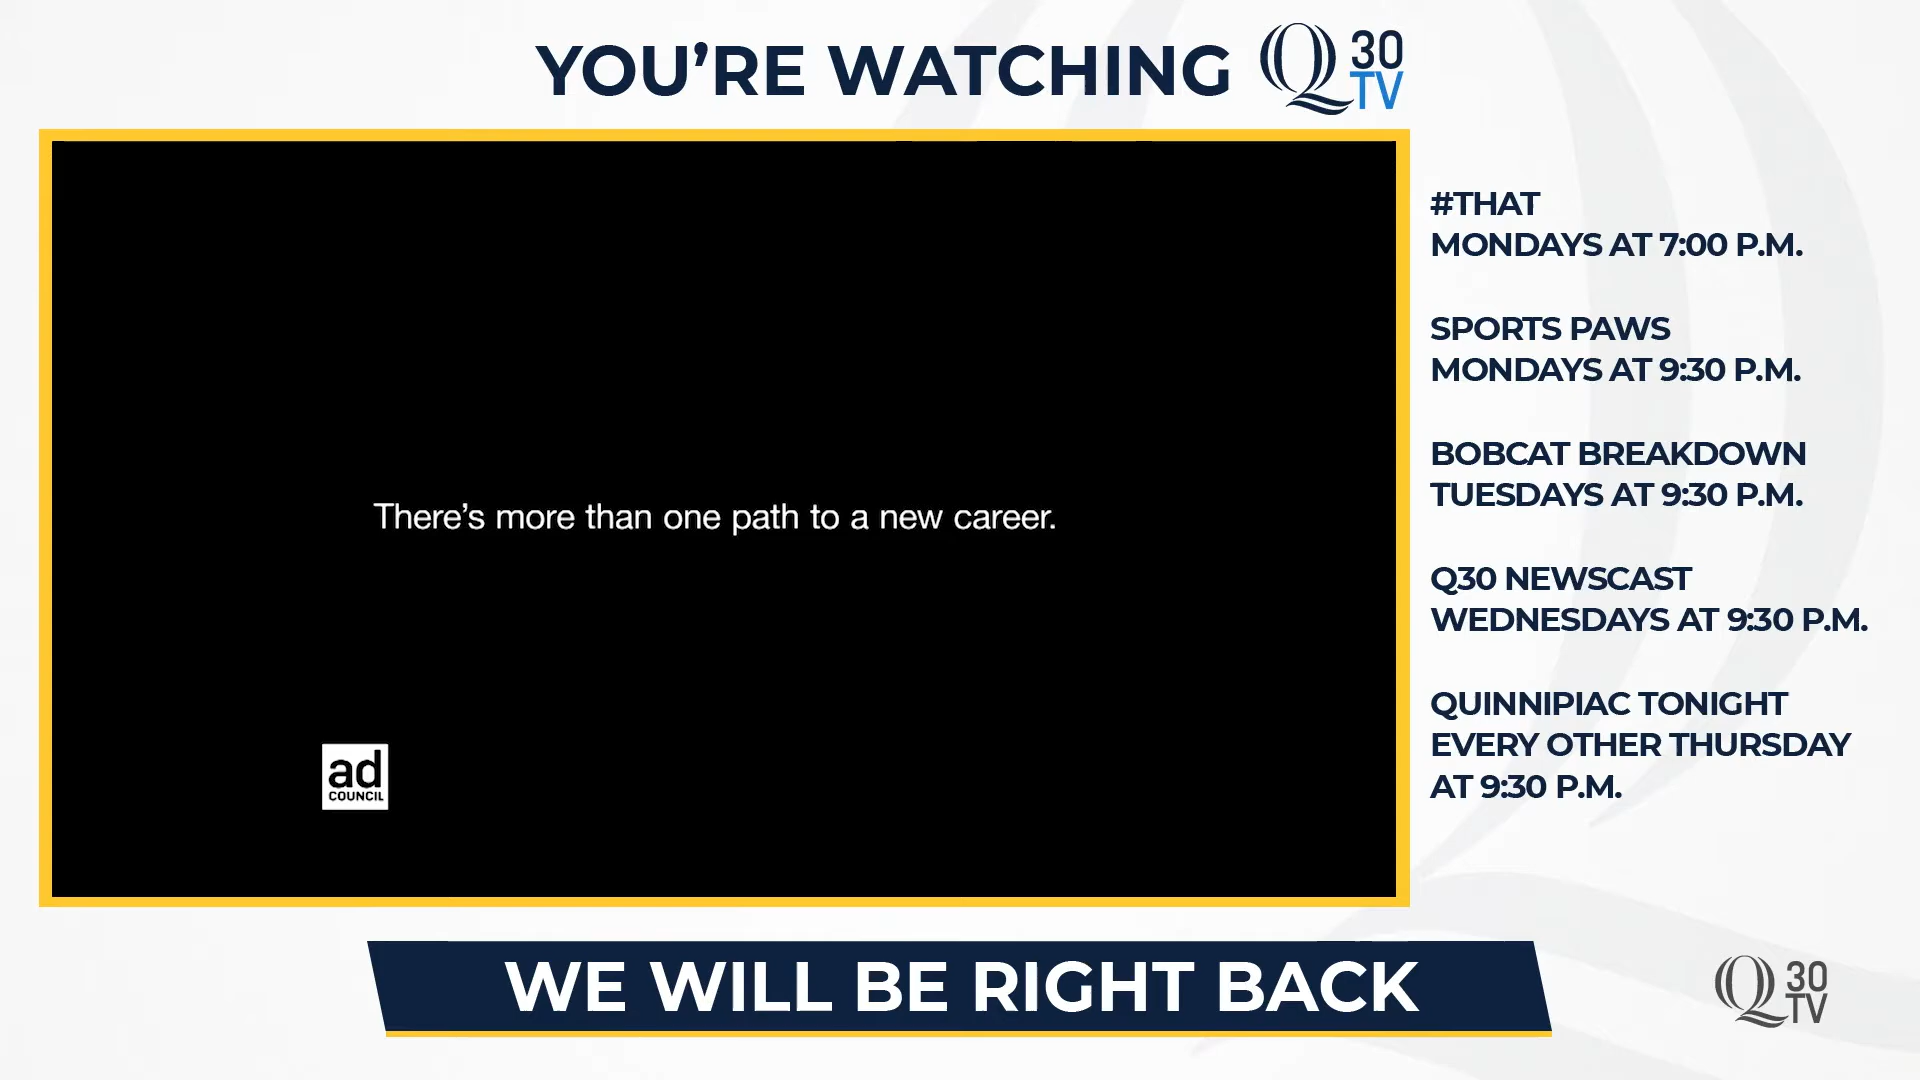 YOU'RE WATCHING Q 30 TV
#THAT
MONDAYS AT 7:00 P.M.
SPORTS PAWS
MONDAYS AT 9:30 P.M.
BOBCAT BREAKDOWN
TUESDAYS AT 9:30 P.M.
Q30 NEWSCAST
WEDNESDAYS AT 9:30 P.M.
QUINNIPIAC TONIGHT
EVERY OTHER THURSDAY
AT 9:30 P.M.
There's more than one path to a new career.
ad
COUNCIL
WE WILL BE RIGHT BACK
Q 30
TV